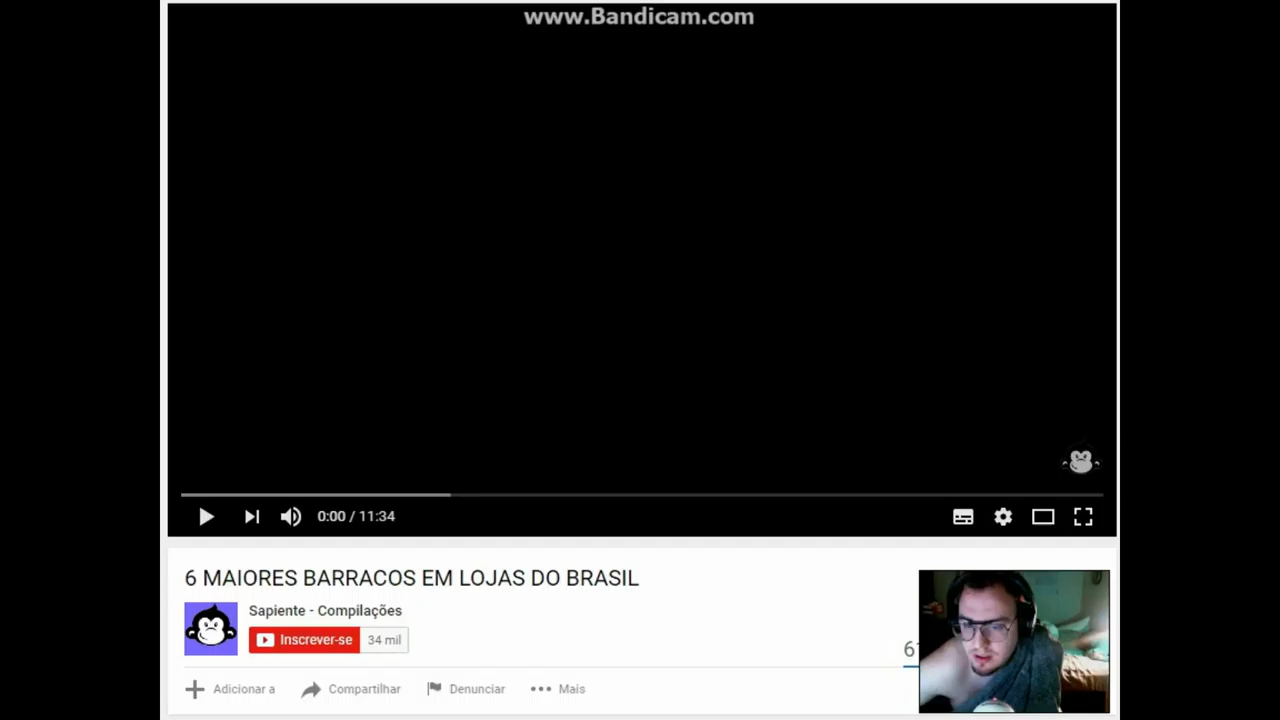 www.Bandicam.com
0:00 / 11:34
6 MAIORES BARRACOS EM LOJAS DO BRASIL
Sapiente - Compilações
Inscrever-se 34 mil
Adicionar a Compartilhar Denunciar Mais